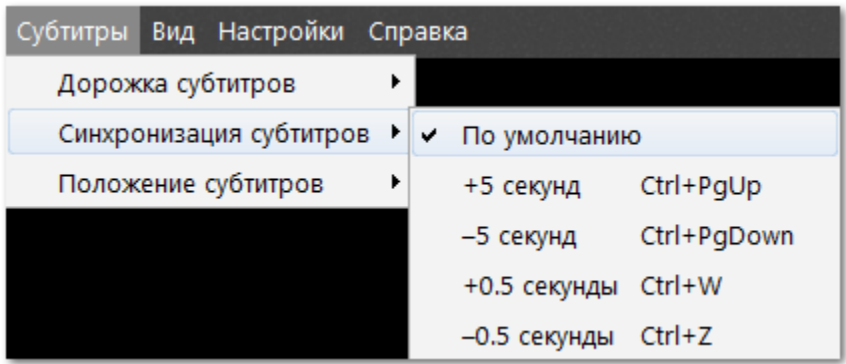 Субтитры Вид Настройки Справка
Дорожка субтитров
Синхронизация субтитров
По умолчанию
+5 секунд Ctrl+PgUp
Положение субтитров
–5 секунд Ctrl+PgDown
+0.5 секунды Ctrl+W
–0.5 секунды Ctrl+Z